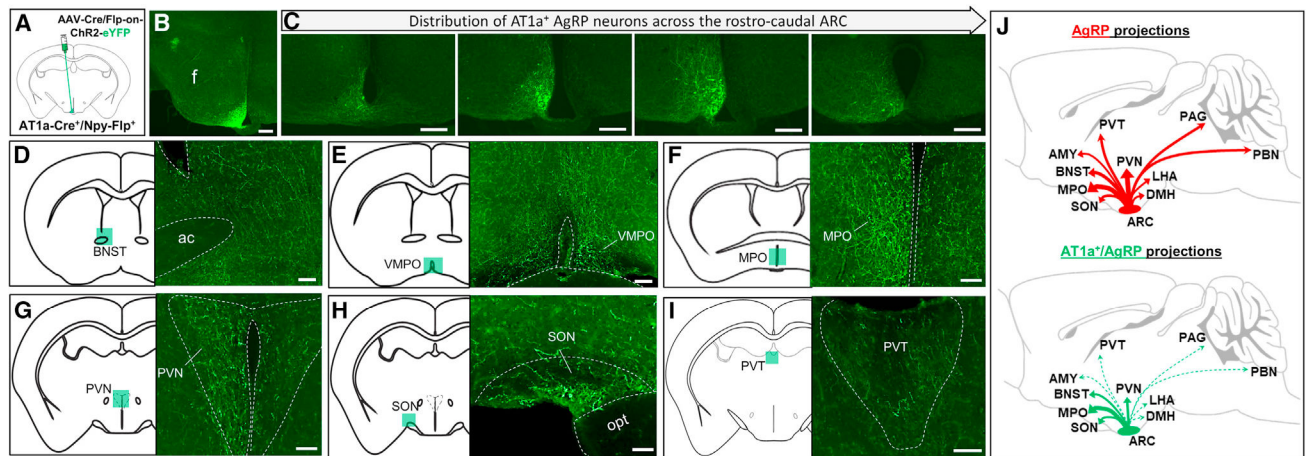 A
AAV-Cre/Flp-on-
ChR2-eYFP
AT1a-Cre⁺/Npy-Flp⁺
B
f
C
Distribution of AT1a⁺ AgRP neurons across the rostro-caudal ARC
D
BNST
ac
E
VMPO
VMPO
F
MPO
MPO
G
PVN
PVN
H
SON
SON
opt
I
PVT
PVT
J
AgRP projections
PVT
PAG
AMY
PVN
PBN
BNST
LHA
MPO
DMH
SON
ARC
AT1a⁺/AgRP
projections
PVT
PAG
AMY
PVN
PBN
BNST
LHA
MPO
DMH
SON
ARC